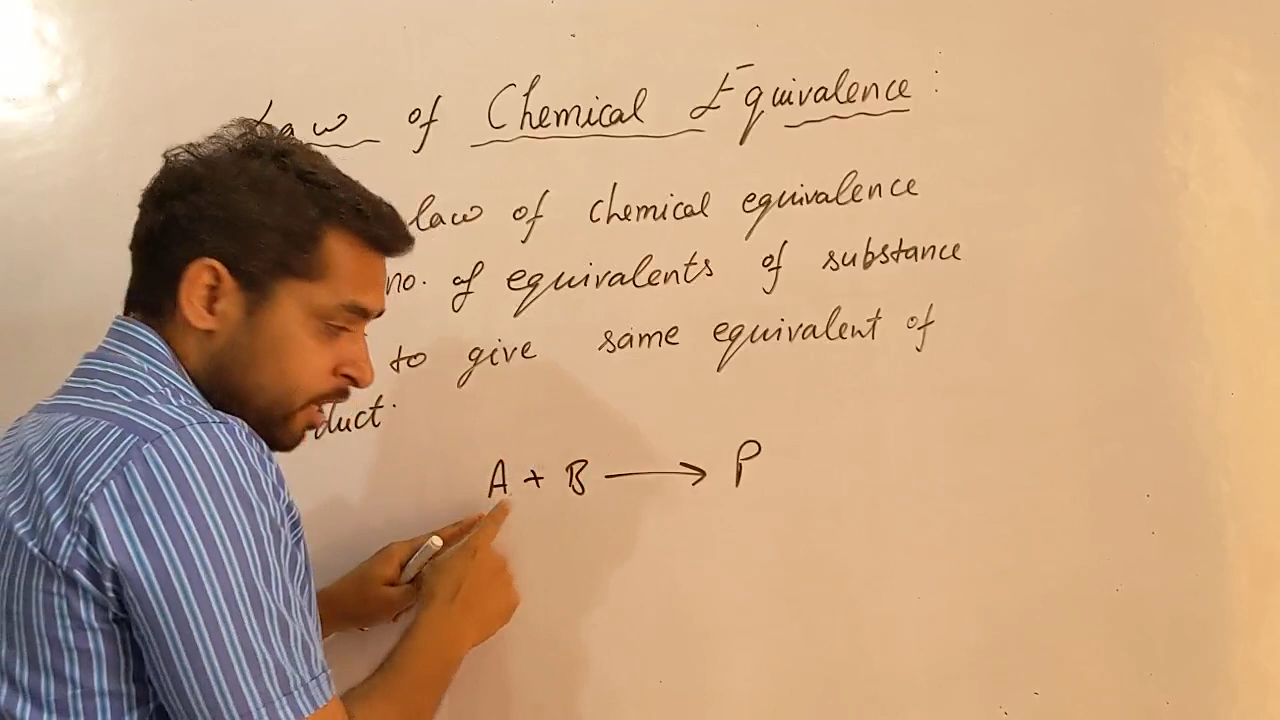 Law of Chemical Equivalence:
law of chemical equivalence
no. of equivalents of substance
to give same equivalent of
duct.
A + B → P